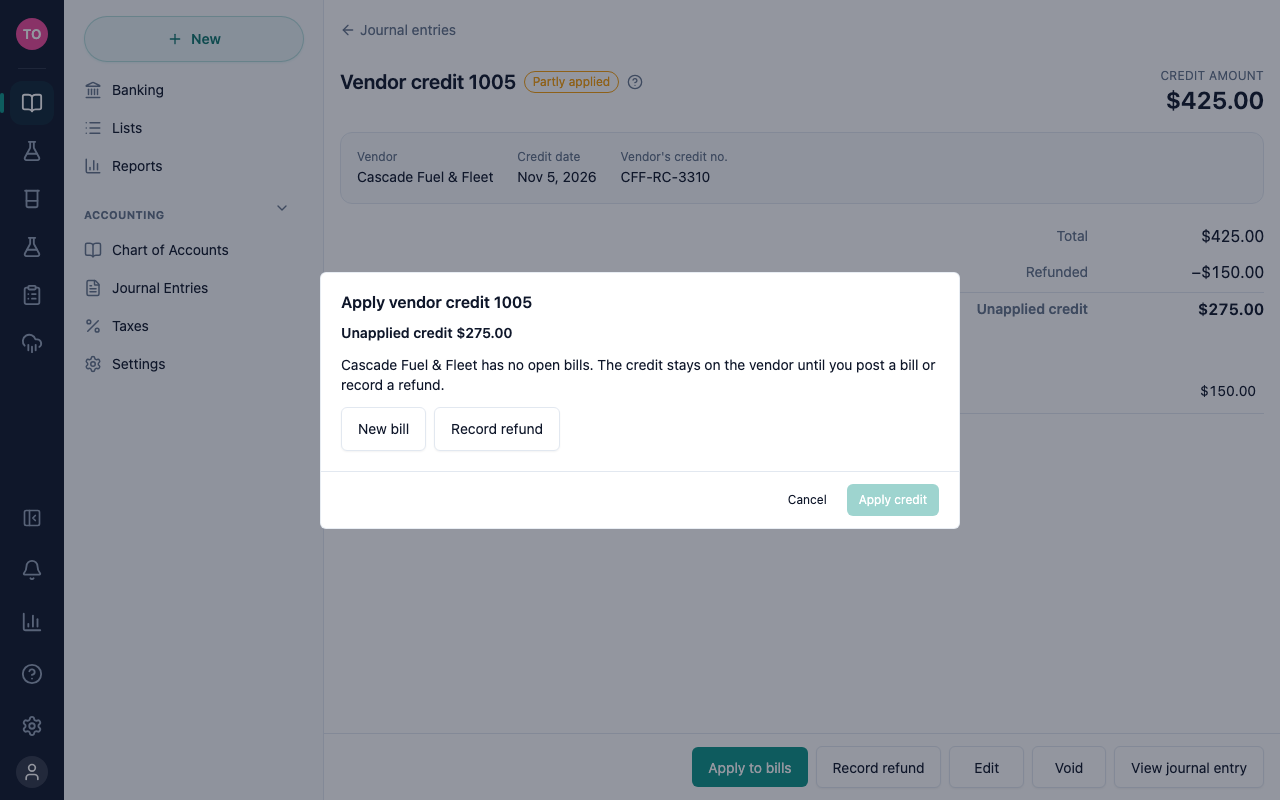 TO
New
Banking
Lists
Reports
ACCOUNTING
Chart of Accounts
Journal Entries
Taxes
Settings
Journal entries
Vendor credit 1005
Partly applied
CREDIT AMOUNT
$425.00
Vendor
Cascade Fuel & Fleet
Credit date
Nov 5, 2026
Vendor's credit no.
CFF-RC-3310
Total $425.00
Refunded –$150.00
Unapplied credit $275.00
$150.00
Apply vendor credit 1005
Unapplied credit $275.00
Cascade Fuel & Fleet has no open bills. The credit stays on the vendor until you post a bill or
record a refund.
New bill
Record refund
Cancel
Apply credit
Apply to bills
Record refund
Edit
Void
View journal entry